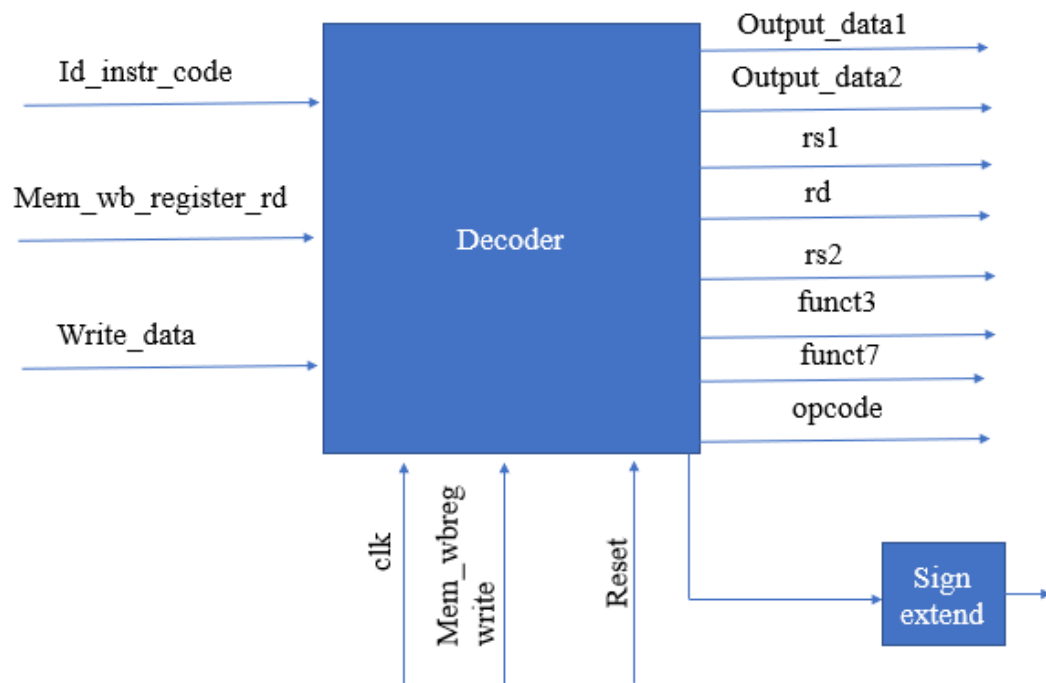 Output_data1
Id_instr_code
Output_data2
rs1
Mem_wb_register_rd
rd
Decoder
rs2
funct3
Write_data
funct7
opcode
clk
Mem_wbreg
write
Reset
Sign
extend